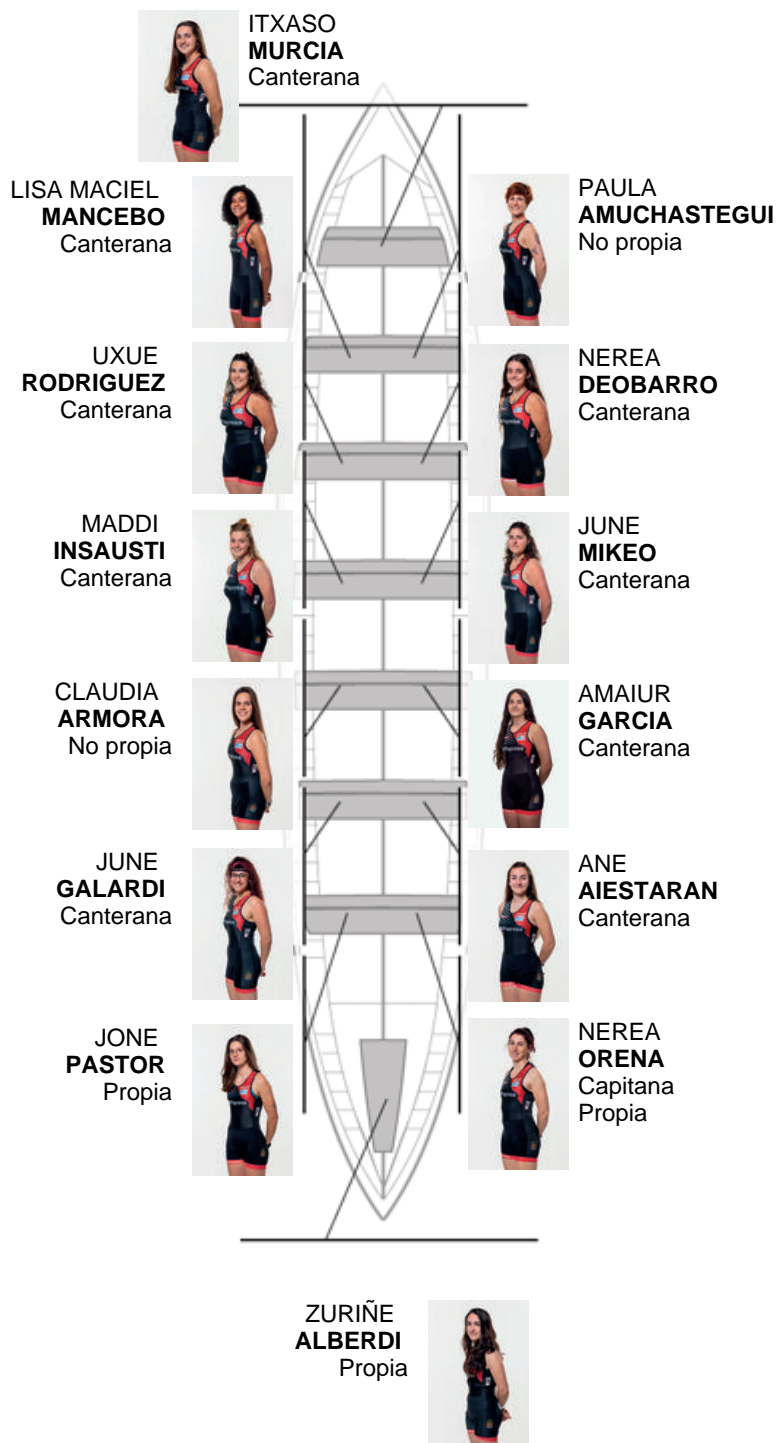 ITXASO
MURCIA
Canterana
LISA MACIEL
MANCEBO
Canterana
PAULA
AMUCHASTEGUI
No propia
UXUE
RODRIGUEZ
Canterana
NEREA
DEOBARRO
Canterana
MADDI
INSAUSTI
Canterana
JUNE
MIKEO
Canterana
CLAUDIA
ARMORA
No propia
AMAIUR
GARCIA
Canterana
JUNE
GALARDI
Canterana
ANE
AIESTARAN
Canterana
JONE
PASTOR
Propia
NEREA
ORENA
Capitana
Propia
ZURIÑE
ALBERDI
Propia